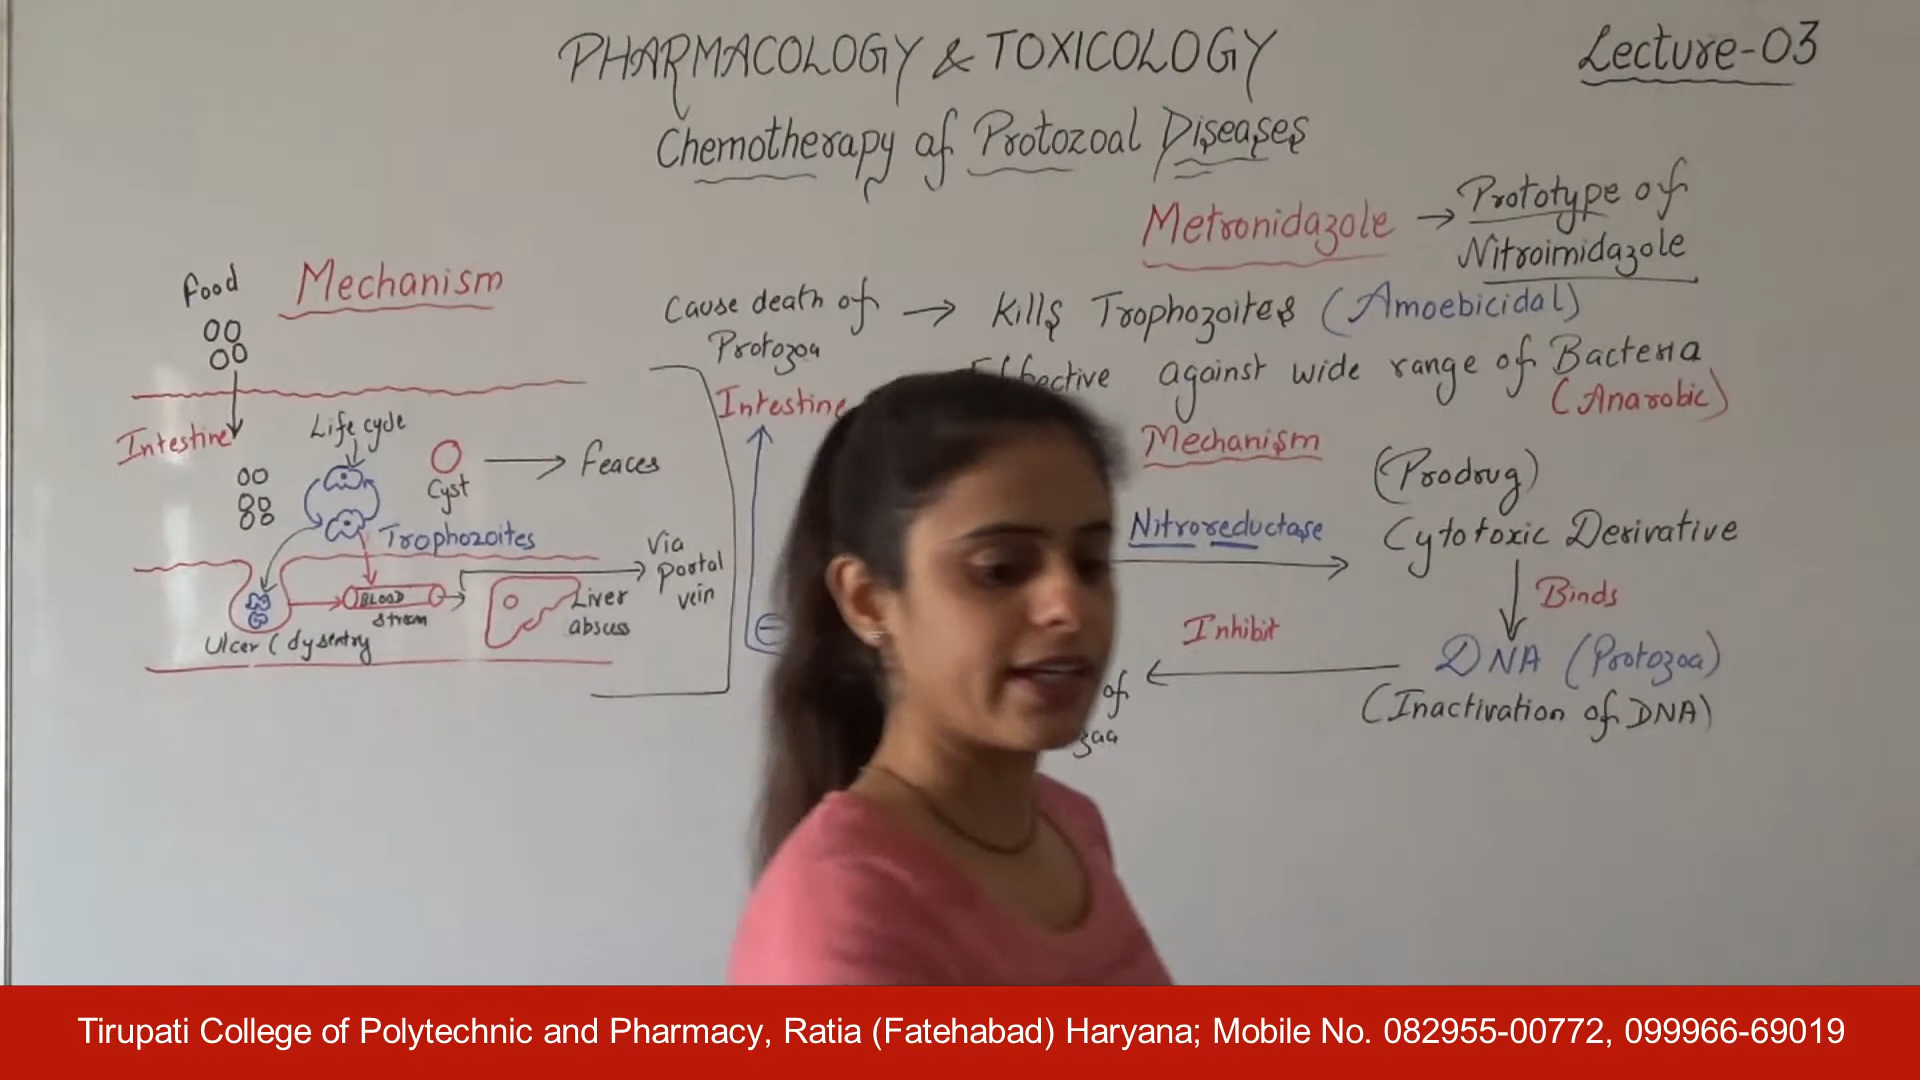 PHARMACOLOGY & TOXICOLOGY
Lecture-03
Chemotherapy of Protozoal Diseases
Metronidazole → Prototype of
Nitroimidazole
Food
Mechanism
Cause death of → Kills Trophozoites (Amoebicidal)
Protozoa
Effective against wide range of Bacteria
(Anarobic)
Intestine
Life cycle
Cyst → Feaces
Trophozoites
BLOOD
stream
Via
portal
vein
Liver
abscess
Ulcer (dysentry
Intestine
Mechanism
(Prodrug)
Nitroreductase
Cytotoxic Derivative
Binds
Inhibit
DNA (Protozoa)
(Inactivation of DNA)
of
Tirupati College of Polytechnic and Pharmacy, Ratia (Fatehabad) Haryana; Mobile No. 082955-00772, 099966-69019